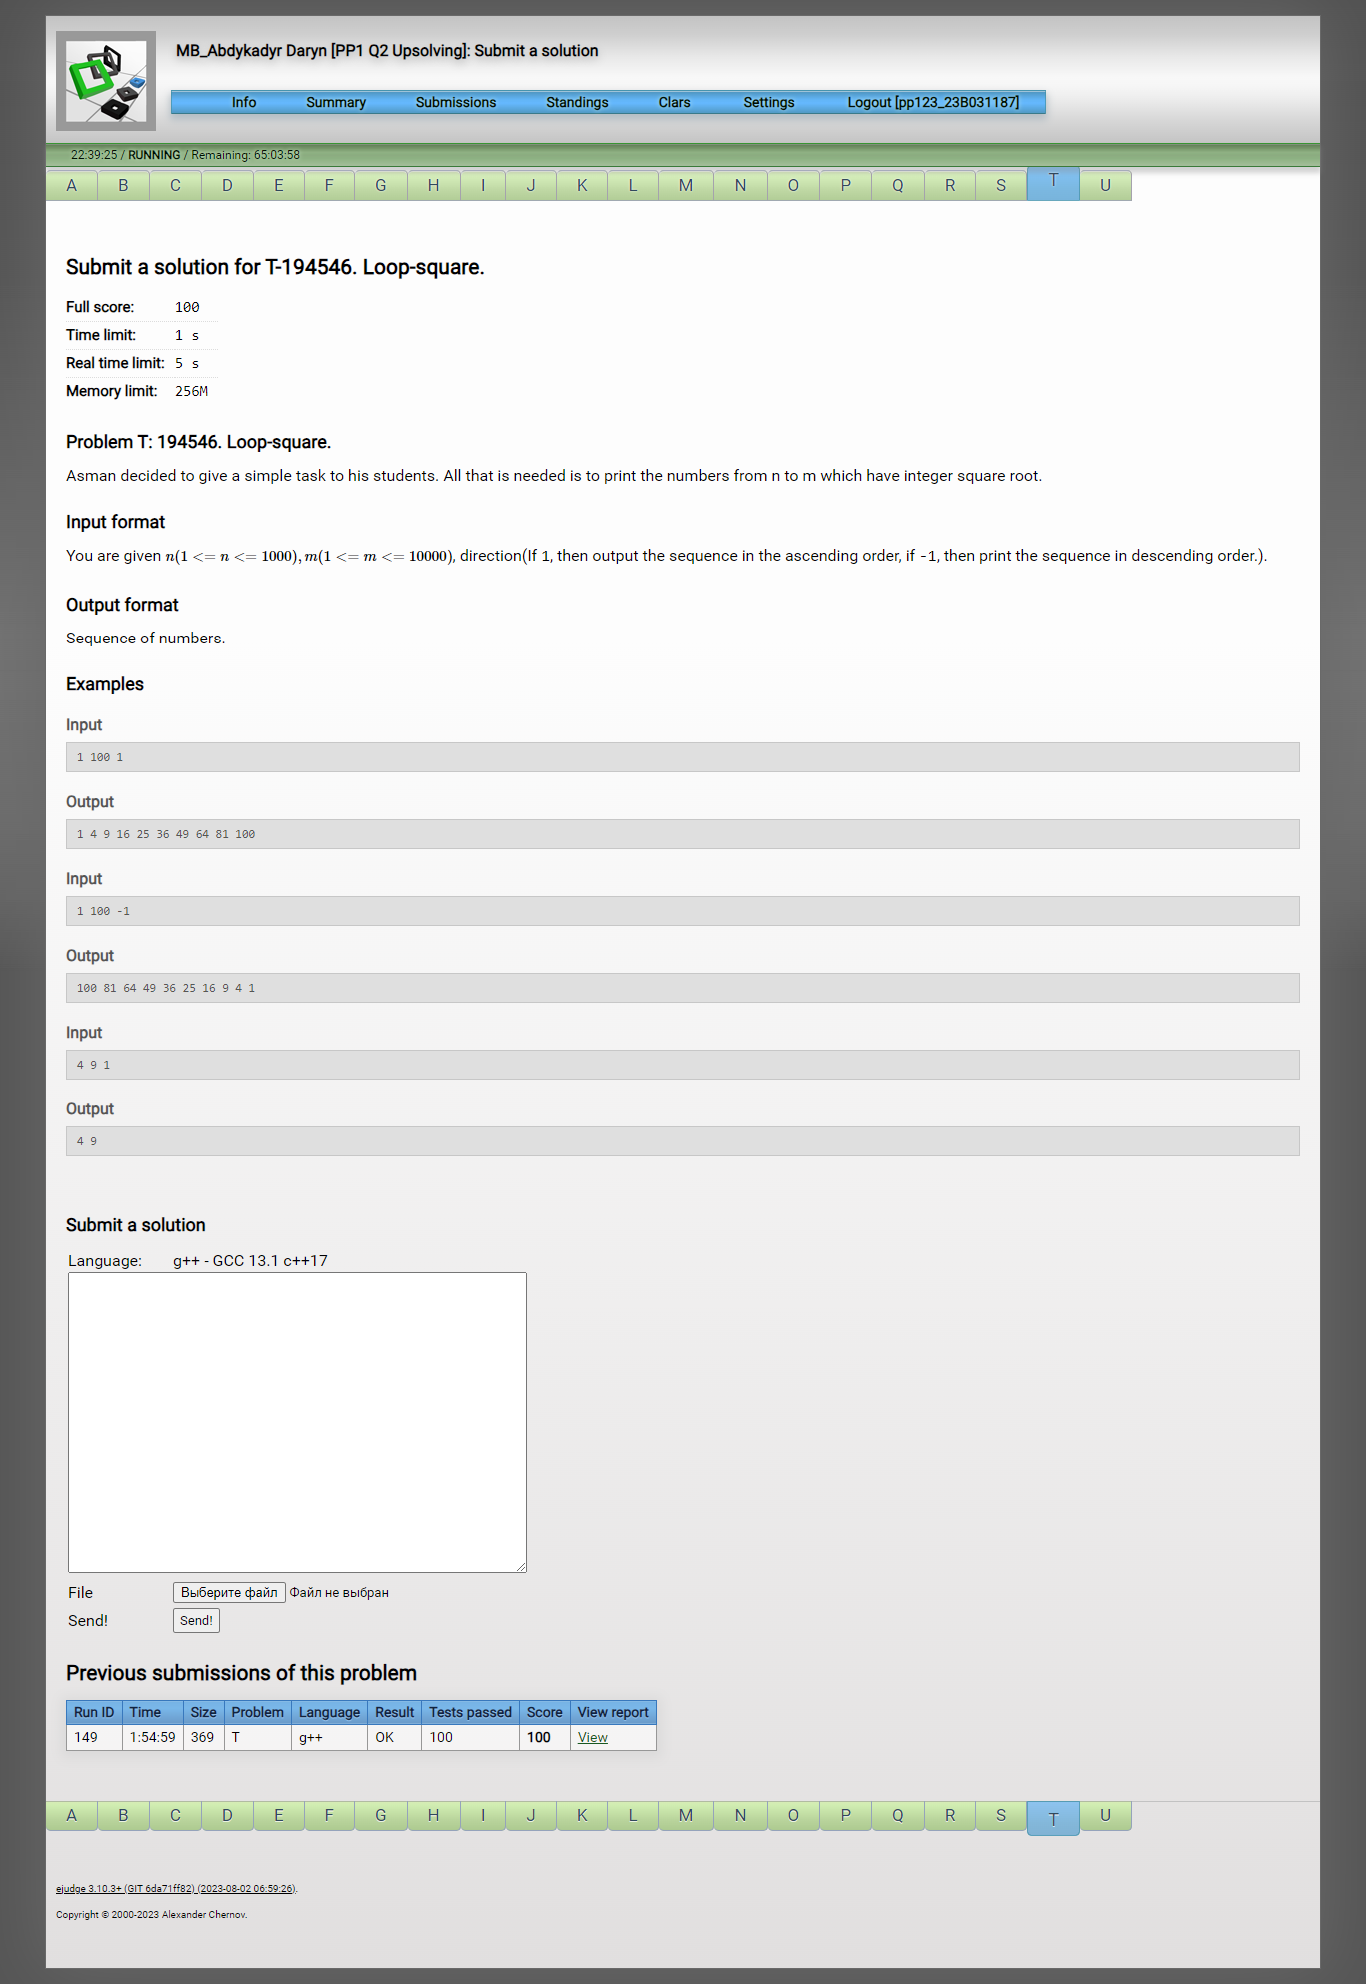 MB_Abdykadyr Daryn [PP1 Q2 Upsolving]: Submit a solution
Info Summary Submissions Standings Clars Settings Logout [pp123_23B031187]
22:39:25 / RUNNING / Remaining: 65:03:58
A B C D E F G H I J K L M N O P Q R S T U
Submit a solution for T-194546. Loop-square.
Full score: 100
Time limit: 1 s
Real time limit: 5 s
Memory limit: 256M
Problem T: 194546. Loop-square.
Asman decided to give a simple task to his students. All that is needed is to print the numbers from n to m which have integer square root.
Input format
You are given n(1 <= n <= 1000), m(1 <= m <= 10000), direction(If 1, then output the sequence in the ascending order, if -1, then print the sequence in descending order.).
Output format
Sequence of numbers.
Examples
Input
1 100 1
Output
1 4 9 16 25 36 49 64 81 100
Input
1 100 -1
Output
100 81 64 49 36 25 16 9 4 1
Input
4 9 1
Output
4 9
Submit a solution
Language: g++ - GCC 13.1 c++17
File Выберите файл Файл не выбран
Send! Send!
Previous submissions of this problem
Run ID Time Size Problem Language Result Tests passed Score View report
149 1:54:59 369 T g++ OK 100 100 View
A B C D E F G H I J K L M N O P Q R S T U
ejudge 3.10.3+ (GIT 6da71ff82) (2023-08-02 06:59:26).
Copyright © 2000-2023 Alexander Chernov.